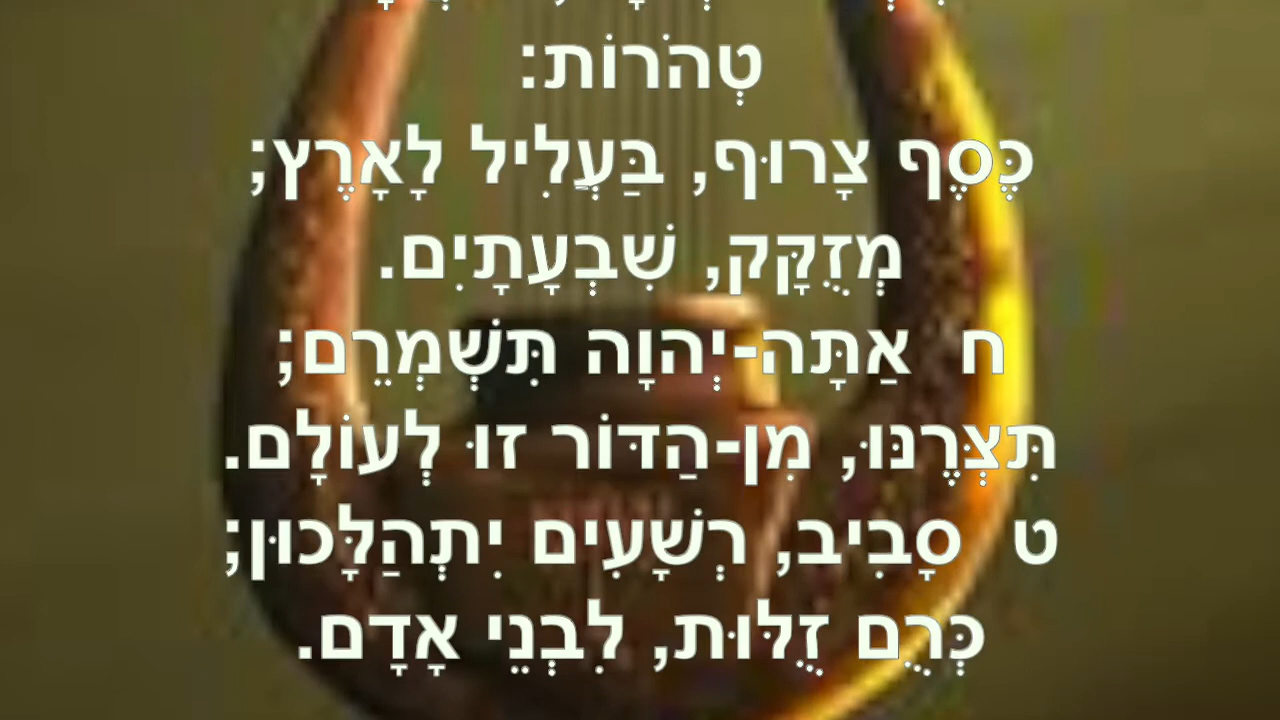 טְהֹרוֹת:
כֶּסֶף צָרוּף, בַּעֲלִיל לָאָרֶץ;
מְזֻקָּק, שִׁבְעָתָיִם.
ח  אַתָּה-יְהוָה תִּשְׁמְרֵם;
תִּצְּרֶנּוּ, מִן-הַדּוֹר זוּ לְעוֹלָם.
ט  סָבִיב, רְשָׁעִים יִתְהַלָּכוּן;
כְּרֻם זֻלּוּת, לִבְנֵי אָדָם.